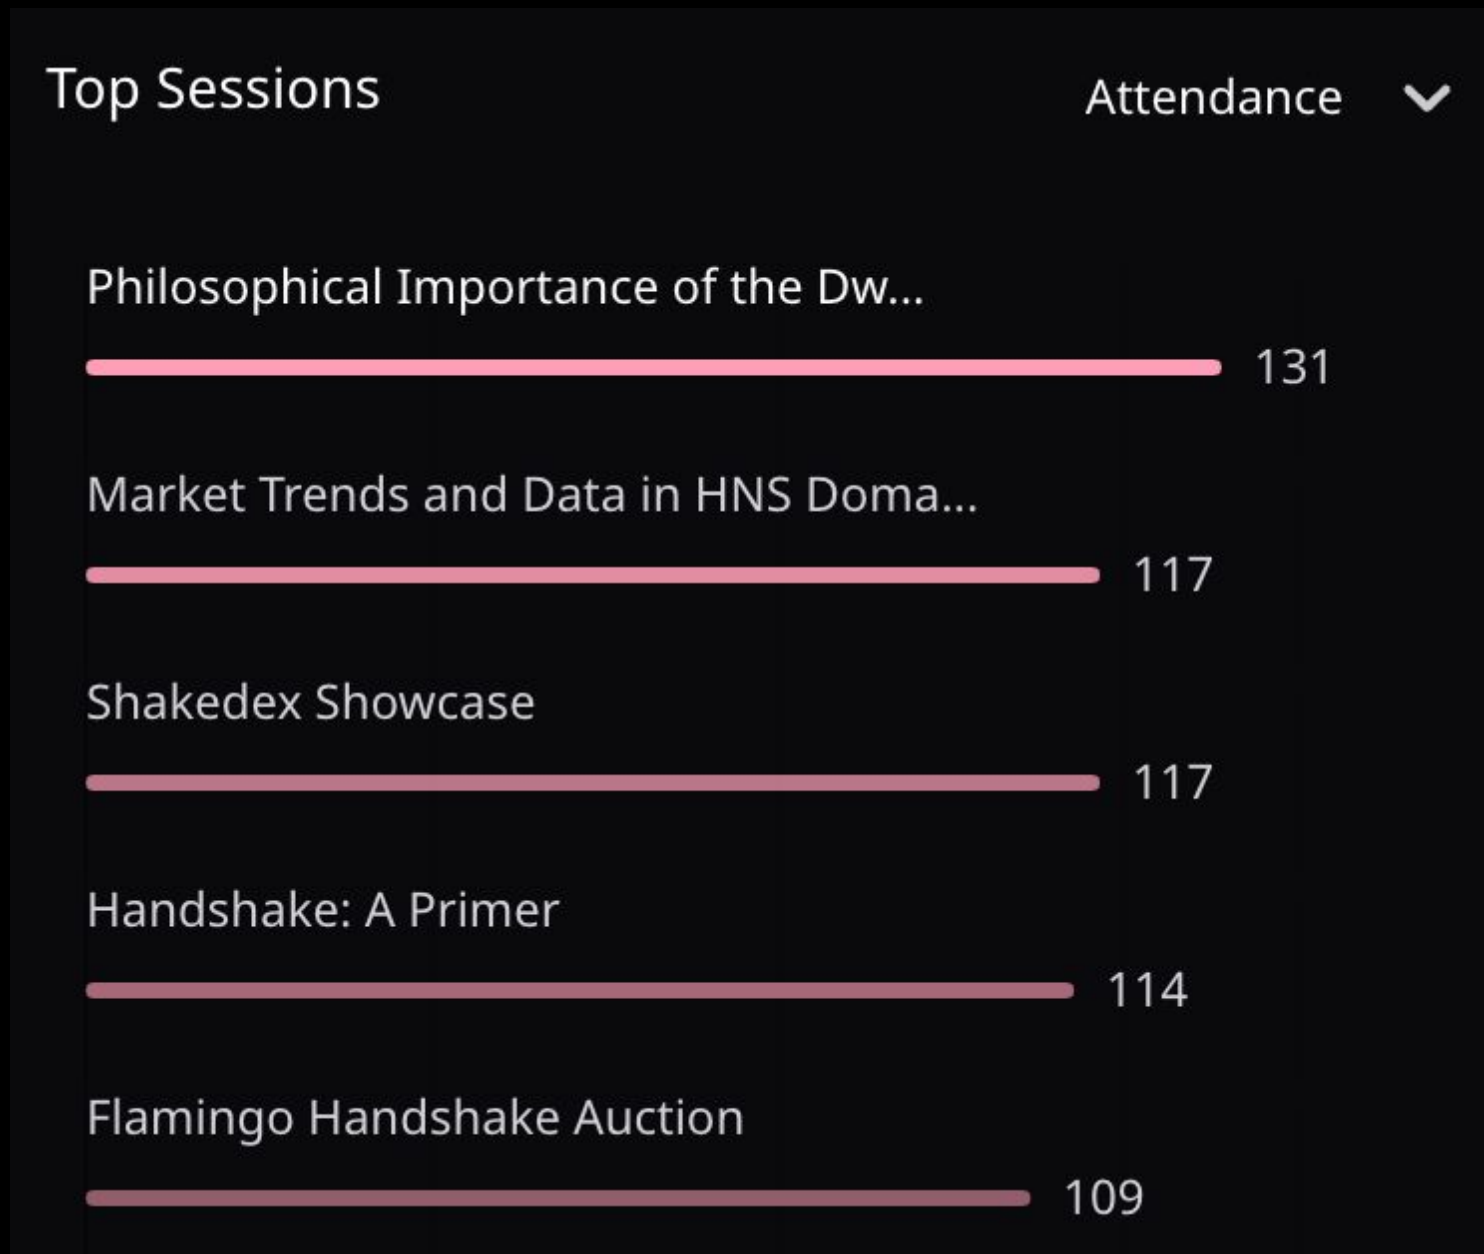 Top Sessions
Attendance
Philosophical Importance of the Dw...
131
Market Trends and Data in HNS Doma...
117
Shakedex Showcase
117
Handshake: A Primer
114
Flamingo Handshake Auction
109